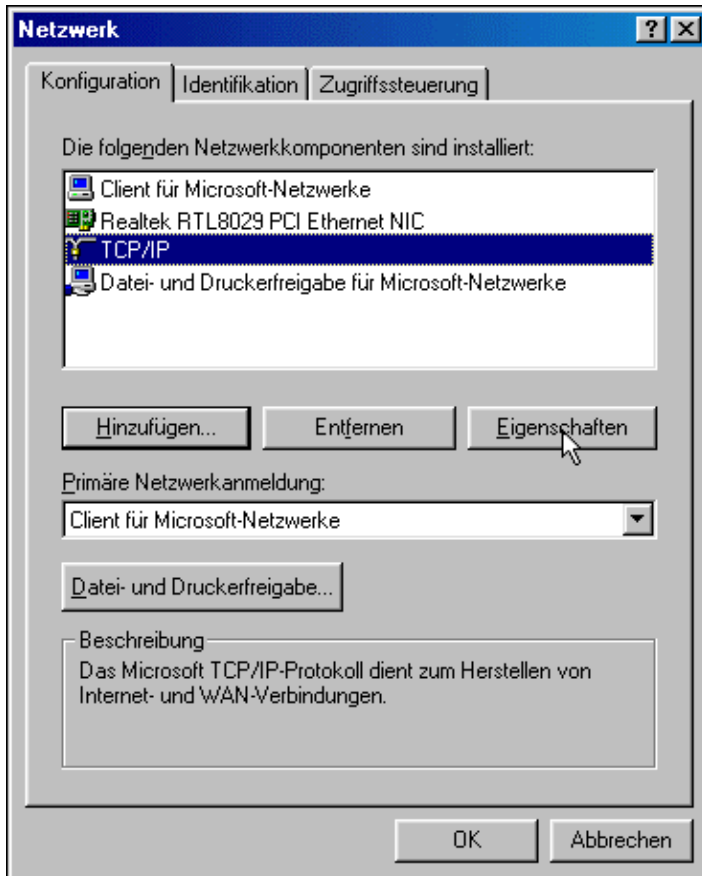 Netzwerk
Konfiguration Identifikation Zugriffssteuerung
Die folgenden Netzwerkkomponenten sind installiert:
Client für Microsoft-Netzwerke
Realtek RTL8029 PCI Ethernet NIC
TCP/IP
Datei- und Druckerfreigabe für Microsoft-Netzwerke
Hinzufügen... Entfernen Eigenschaften
Primäre Netzwerkanmeldung:
Client für Microsoft-Netzwerke
Datei- und Druckerfreigabe...
Beschreibung
Das Microsoft TCP/IP-Protokoll dient zum Herstellen von
Internet- und WAN-Verbindungen.
OK Abbrechen